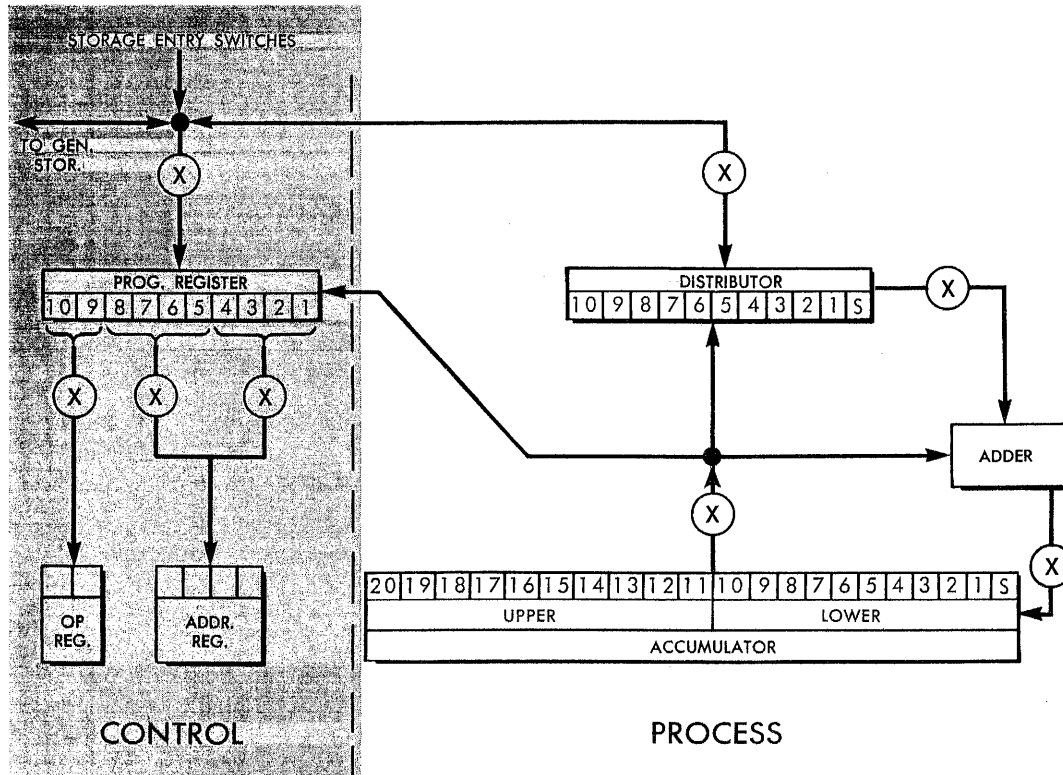 STORAGE ENTRY SWITCHES
TO GEN.
STOR.
X
X
PROG. REGISTER
10 9 8 7 6 5 4 3 2 1
DISTRIBUTOR
10 9 8 7 6 5 4 3 2 1 S
X
X
X
X
ADDER
X
X
20 19 18 17 16 15 14 13 12 11 10 9 8 7 6 5 4 3 2 1 S
UPPER
LOWER
ACCUMULATOR
OP
REG.
ADDR.
REG.
CONTROL
PROCESS